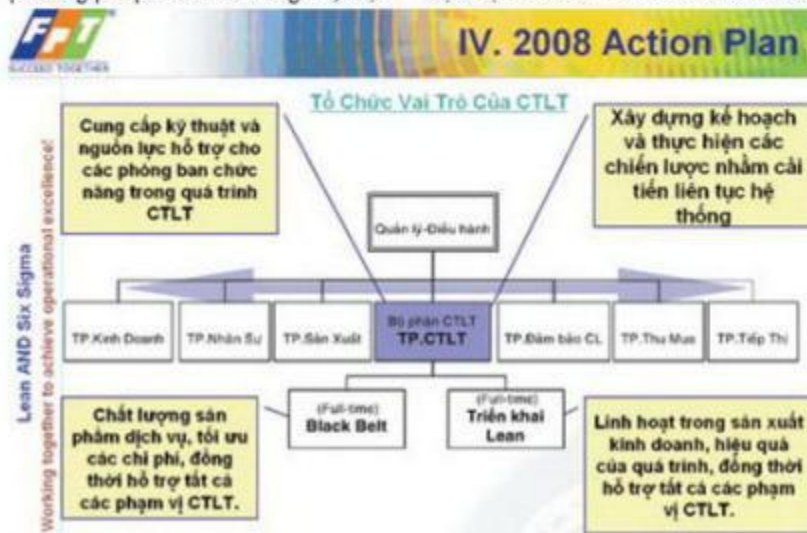 FPT
SUCCEED TOGETHER
IV. 2008 Action Plan
Lean AND Six Sigma
Working together to achieve operational excellence!
Tổ Chức Vai Trò Của CTLT
Cung cấp kỹ thuật và
nguồn lực hỗ trợ cho
các phòng ban chức
năng trong quá trình
CTLT
Xây dựng kế hoạch
và thực hiện các
chiến lược nhằm cải
tiến liên tục hệ
thống
Quản lý-Điều hành
TP.Kinh Doanh
TP.Nhân Sự
TP.Sản Xuất
Bộ phận CTLT
TP.CTLT
TP.Đảm bảo CL
TP.Thu Mua
TP.Tiếp Thị
(Full-time)
Black Belt
(Full-time)
Triển khai
Lean
Chất lượng sản
phẩm dịch vụ, tối ưu
các chi phí, đồng
thời hỗ trợ tất cả
các phạm vị CTLT.
Linh hoạt trong sản xuất
kinh doanh, hiệu quả
của quá trình, đồng thời
hỗ trợ tất cả các phạm
vị CTLT.